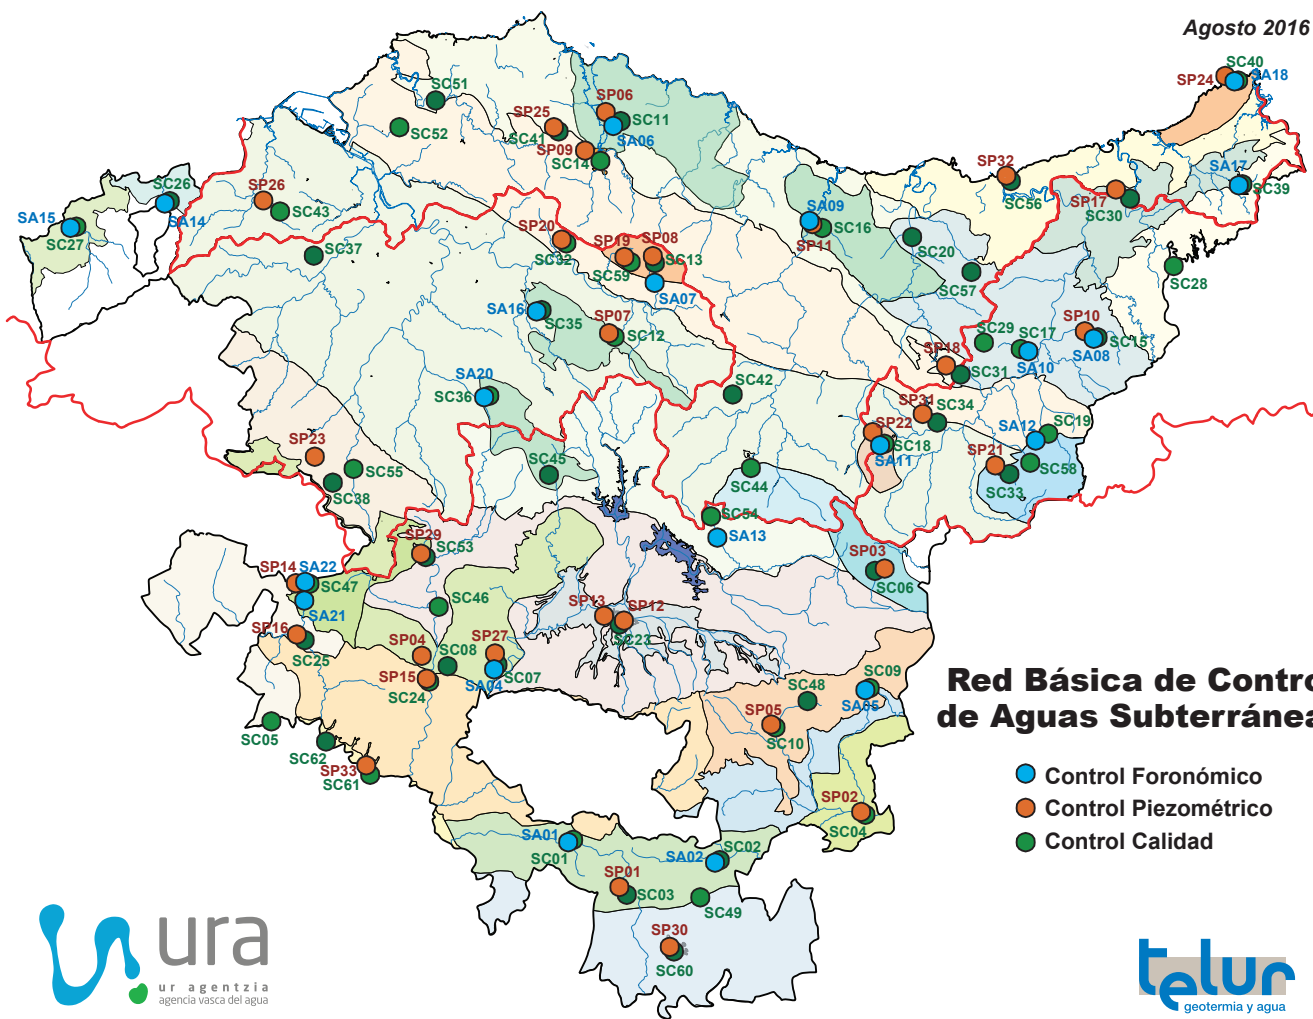 Agosto 2016
SC40
SP24
SA18
SC51
SP06
SP25
SC11
SC52
SC41
SA06
SP09
SC14
SP32
SA17
SC26
SP26
SC39
SC56
SP17
SC30
SA15
SA14
SC43
SA09
SC27
SP20
SP11
SC16
SC37
SC32
SP19
SP08
SC20
SC59
SC13
SC28
SC57
SA07
SA16
SC35
SP07
SC12
SC29
SC17
SP10
SC15
SA08
SP18
SA10
SC31
SA20
SC36
SC42
SP31
SC34
SP22
SC19
SA12
SC18
SA11
SP23
SC55
SC45
SC44
SP21
SC58
SC33
SC38
SC54
SA13
SP29
SC53
SP03
SC06
SP14
SA22
SC47
SA21
SC46
SP13
SP12
SP16
SC23
SC25
SP04
SP27
SC08
SP15
SC24
SA04
SC07
SC09
SC48
SA05
Red Básica de Contro
de Aguas Subterránea
SP05
SC05
SC10
SC62
SP33
SC61
Control Foronómico
SP02
Control Piezométrico
SC04
SA01
Control Calidad
SC01
SC02
SA02
SP01
SC03
SC49
SP30
SC60
ura
ur agentzia
agencia vasca del agua
telur
geotermia y agua